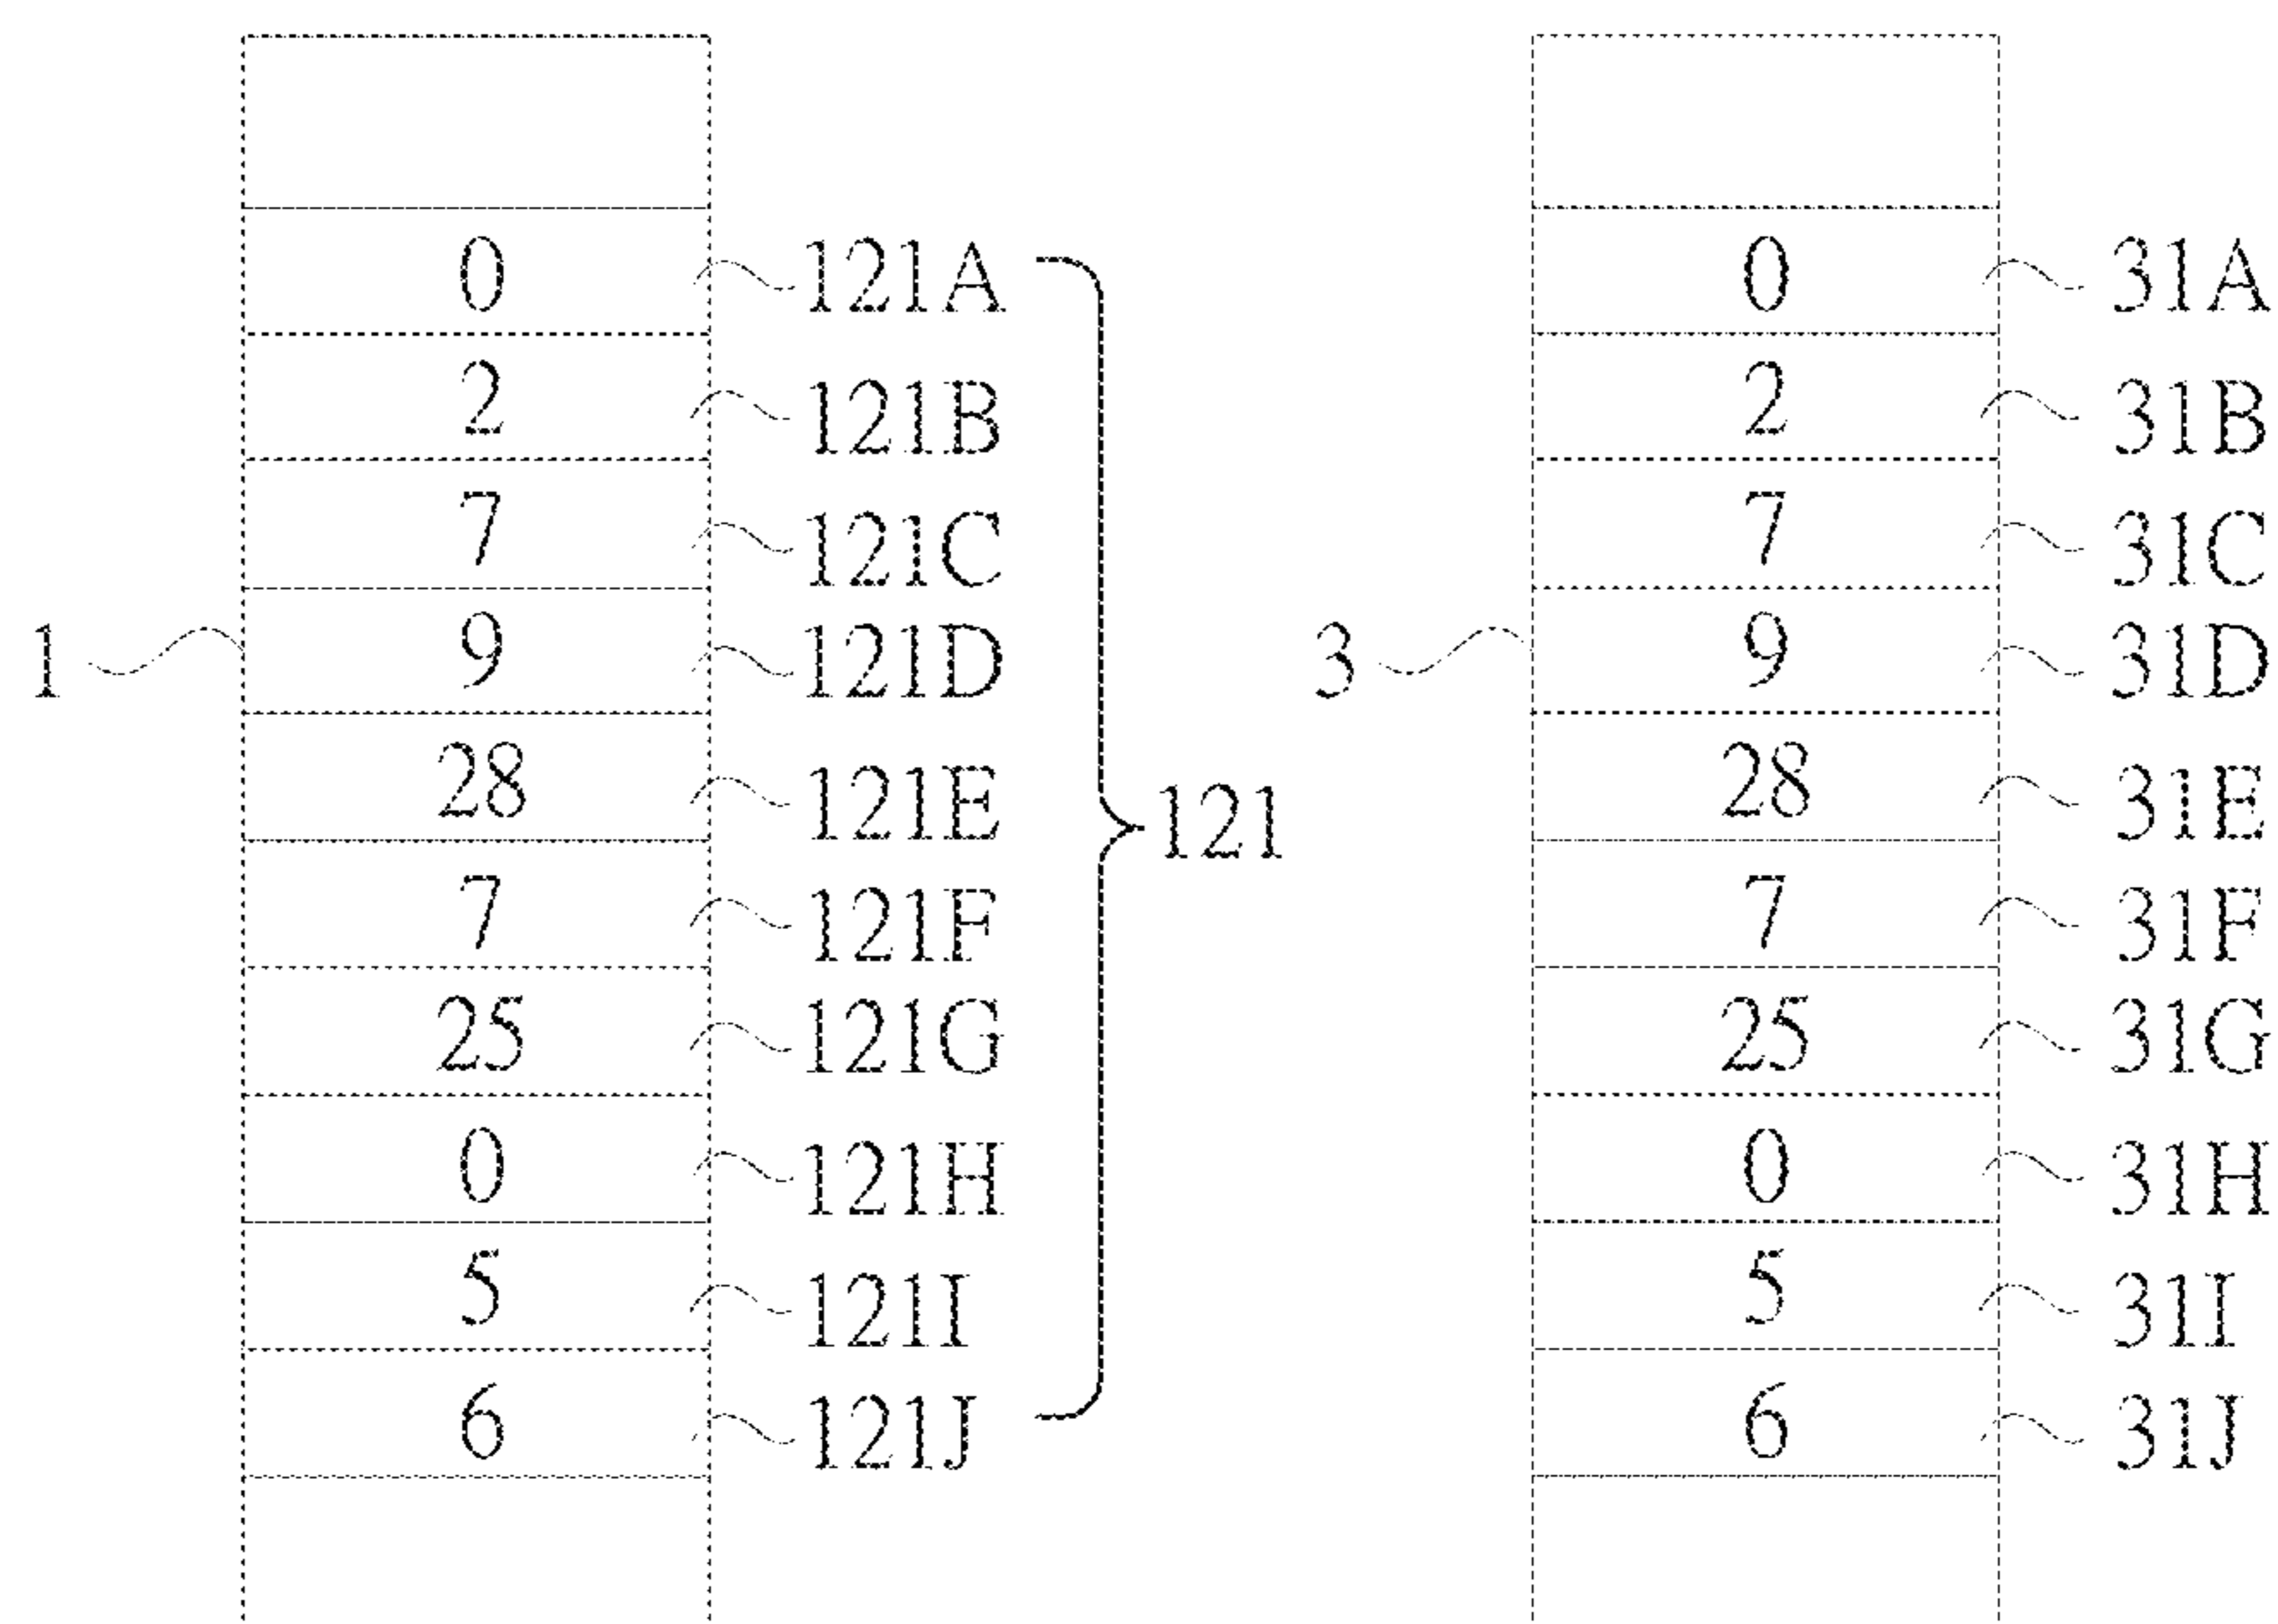 0 121A 0 31A
2 121B 2 31B
7 121C 7 31C
1 9 121D 3 9 31D
28 121E 28 31E
121
7 121F 7 31F
25 121G 25 31G
0 121H 0 31H
5 121I 5 31I
6 121J 6 31J